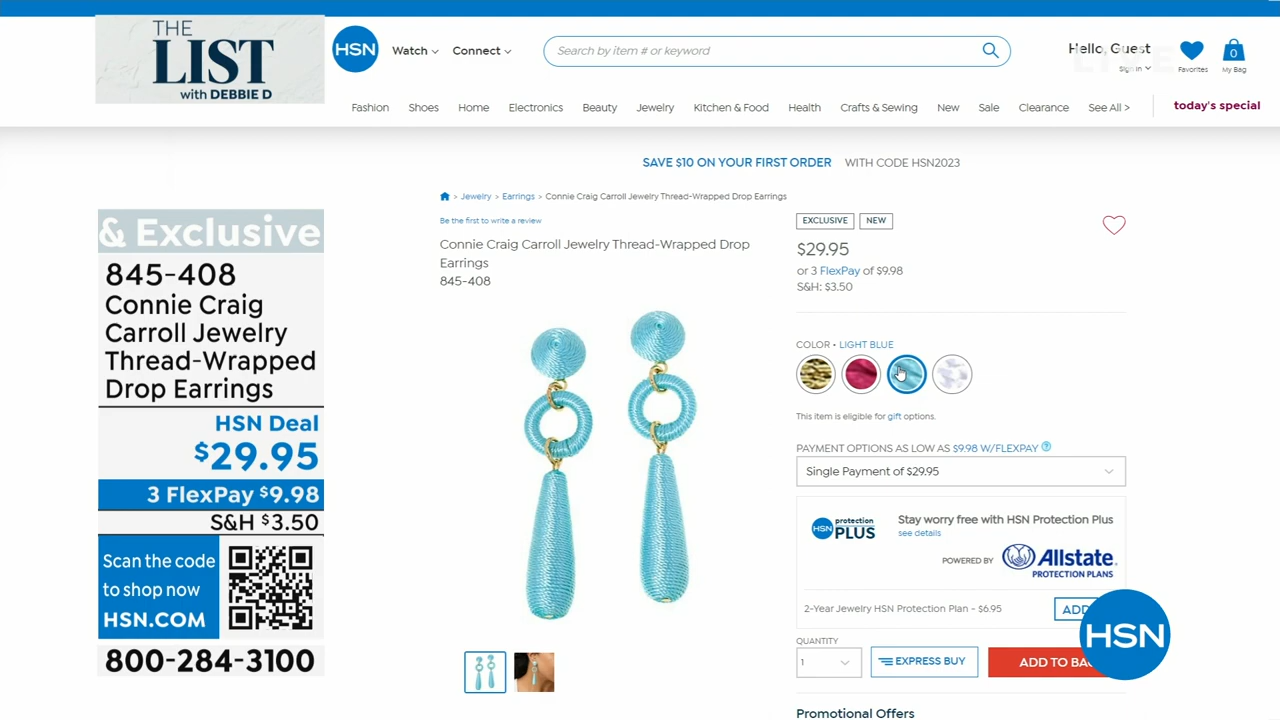 THE
LIST
with DEBBIE D
HSN
Watch
Connect
Search by item # or keyword
Hello, Guest
Sign In
Favorites
0
My Bag
LIVE
Fashion Shoes Home Electronics Beauty Jewelry Kitchen & Food Health Crafts & Sewing New Sale Clearance See All > today's special
SAVE $10 ON YOUR FIRST ORDER WITH CODE HSN2023
> Jewelry > Earrings > Connie Craig Carroll Jewelry Thread-Wrapped Drop Earrings
Be the first to write a review
Connie Craig Carroll Jewelry Thread-Wrapped Drop
Earrings
845-408
EXCLUSIVE NEW
$29.95
or 3 FlexPay of $9.98
S&H: $3.50
COLOR • LIGHT BLUE
This item is eligible for gift options.
PAYMENT OPTIONS AS LOW AS $9.98 W/FLEXPAY ?
Single Payment of $29.95
HSN protection PLUS
Stay worry free with HSN Protection Plus
see details
POWERED BY Allstate.
PROTECTION PLANS
2-Year Jewelry HSN Protection Plan - $6.95
ADD
QUANTITY
1
EXPRESS BUY
ADD TO BAG
HSN
Promotional Offers
& Exclusive
845-408
Connie Craig
Carroll Jewelry
Thread-Wrapped
Drop Earrings
HSN Deal
$29.95
3 FlexPay $9.98
S&H $3.50
Scan the code
to shop now
HSN.COM
800-284-3100